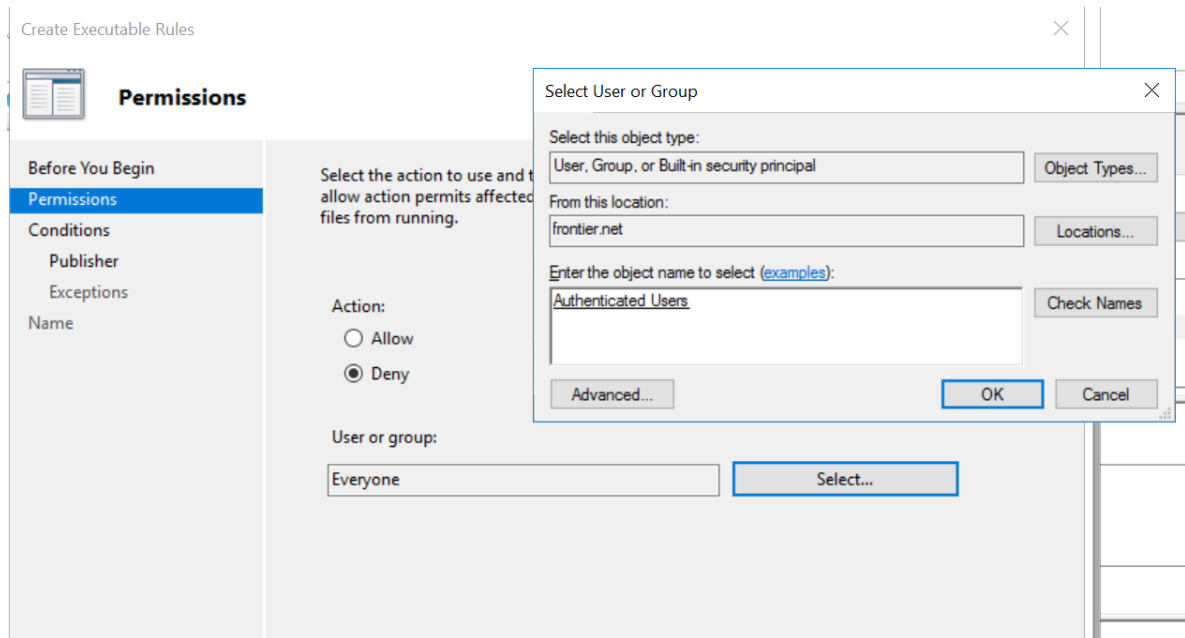 Create Executable Rules
Permissions
Before You Begin
Permissions
Conditions
Publisher
Exceptions
Name
Select the action to use and
allow action permits affected
files from running.
Action:
Allow
Deny
User or group:
Everyone
Select...
Select User or Group
Select this object type:
User, Group, or Built-in security principal
Object Types...
From this location:
frontier.net
Locations...
Enter the object name to select (examples):
Authenticated Users
Check Names
Advanced...
OK
Cancel